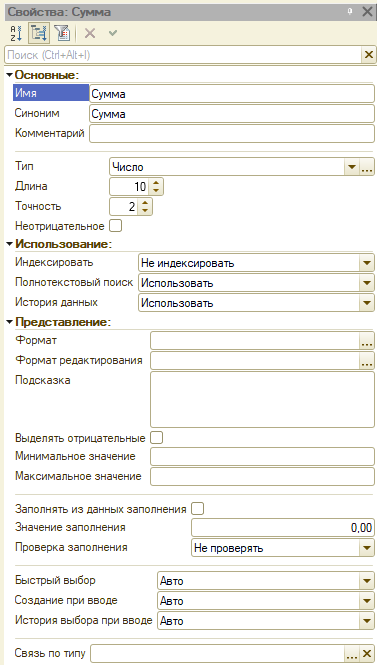 Свойства: Сумма
Поиск (Ctrl+Alt+I)
Основные:
Имя Сумма
Синоним Сумма
Комментарий
Тип Число ...
Длина 10
Точность 2
Неотрицательное
Использование:
Индексировать Не индексировать
Полнотекстовый поиск Использовать
История данных Использовать
Представление:
Формат ...
Формат редактирования ...
Подсказка
Выделять отрицательные
Минимальное значение
Максимальное значение
Заполнять из данных заполнения
Значение заполнения 0,00
Проверка заполнения Не проверять
Быстрый выбор Авто
Создание при вводе Авто
История выбора при вводе Авто
Связь по типу ...